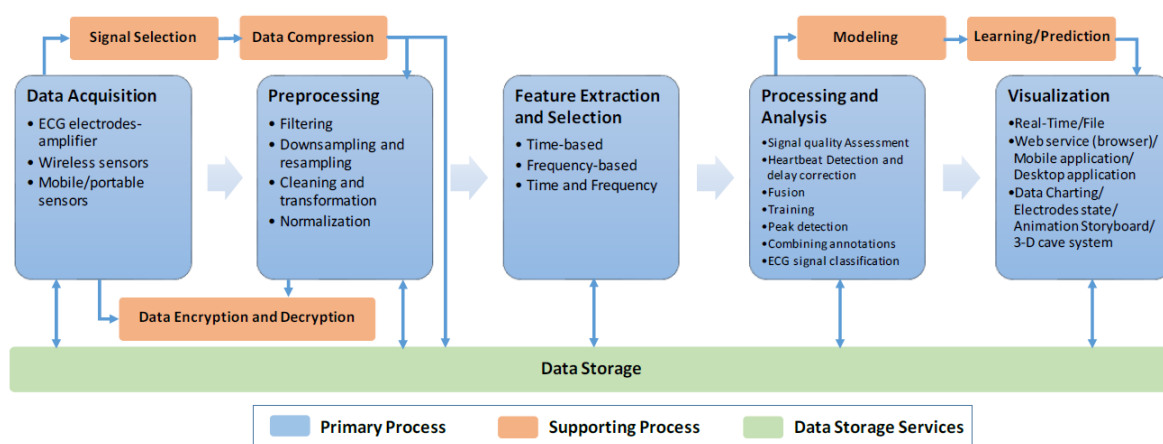 Signal Selection
Data Compression
Modeling
Learning/Prediction
Data Acquisition
• ECG electrodes-
amplifier
• Wireless sensors
• Mobile/portable
sensors
Preprocessing
• Filtering
• Downsampling and
resampling
• Cleaning and
transformation
• Normalization
Feature Extraction
and Selection
• Time-based
• Frequency-based
• Time and Frequency
Processing and
Analysis
•Signal quality Assessment
•Heartbeat Detection and
delay correction
•Fusion
•Training
•Peak detection
•Combining annotations
•ECG signal classification
Visualization
•Real-Time/File
•Web service (browser)/
Mobile application/
Desktop application
•Data Charting/
Electrodes state/
Animation Storyboard/
3-D cave system
Data Encryption and Decryption
Data Storage
Primary Process
Supporting Process
Data Storage Services